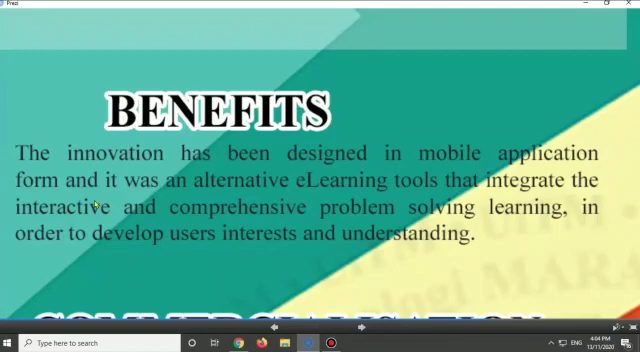 Prezi
BENEFITS
The innovation has been designed in mobile application
form and it was an alternative eLearning tools that integrate the
interactive and comprehensive problem solving learning, in
order to develop users interests and understanding.
COMMERCIALISATION
Type here to search
ENG
4:04 PM
13/11/2020